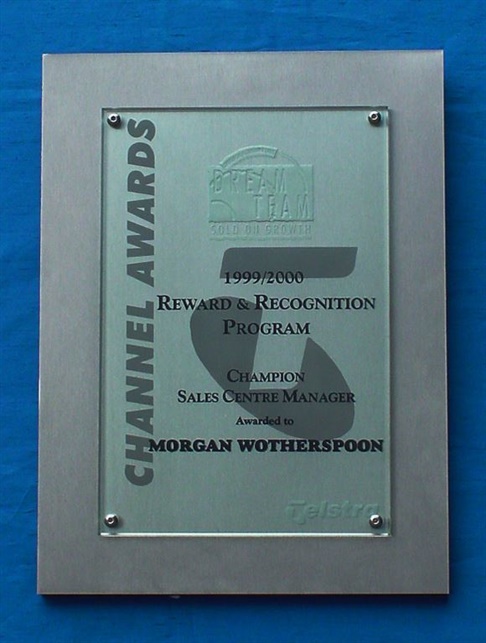 CHANNEL AWARDS
DREAM
TEAM
SOLD ON GROWTH
1999/2000
REWARD & RECOGNITION
PROGRAM
CHAMPION
SALES CENTRE MANAGER
Awarded to
MORGAN WOTHERSPOON
Telstra